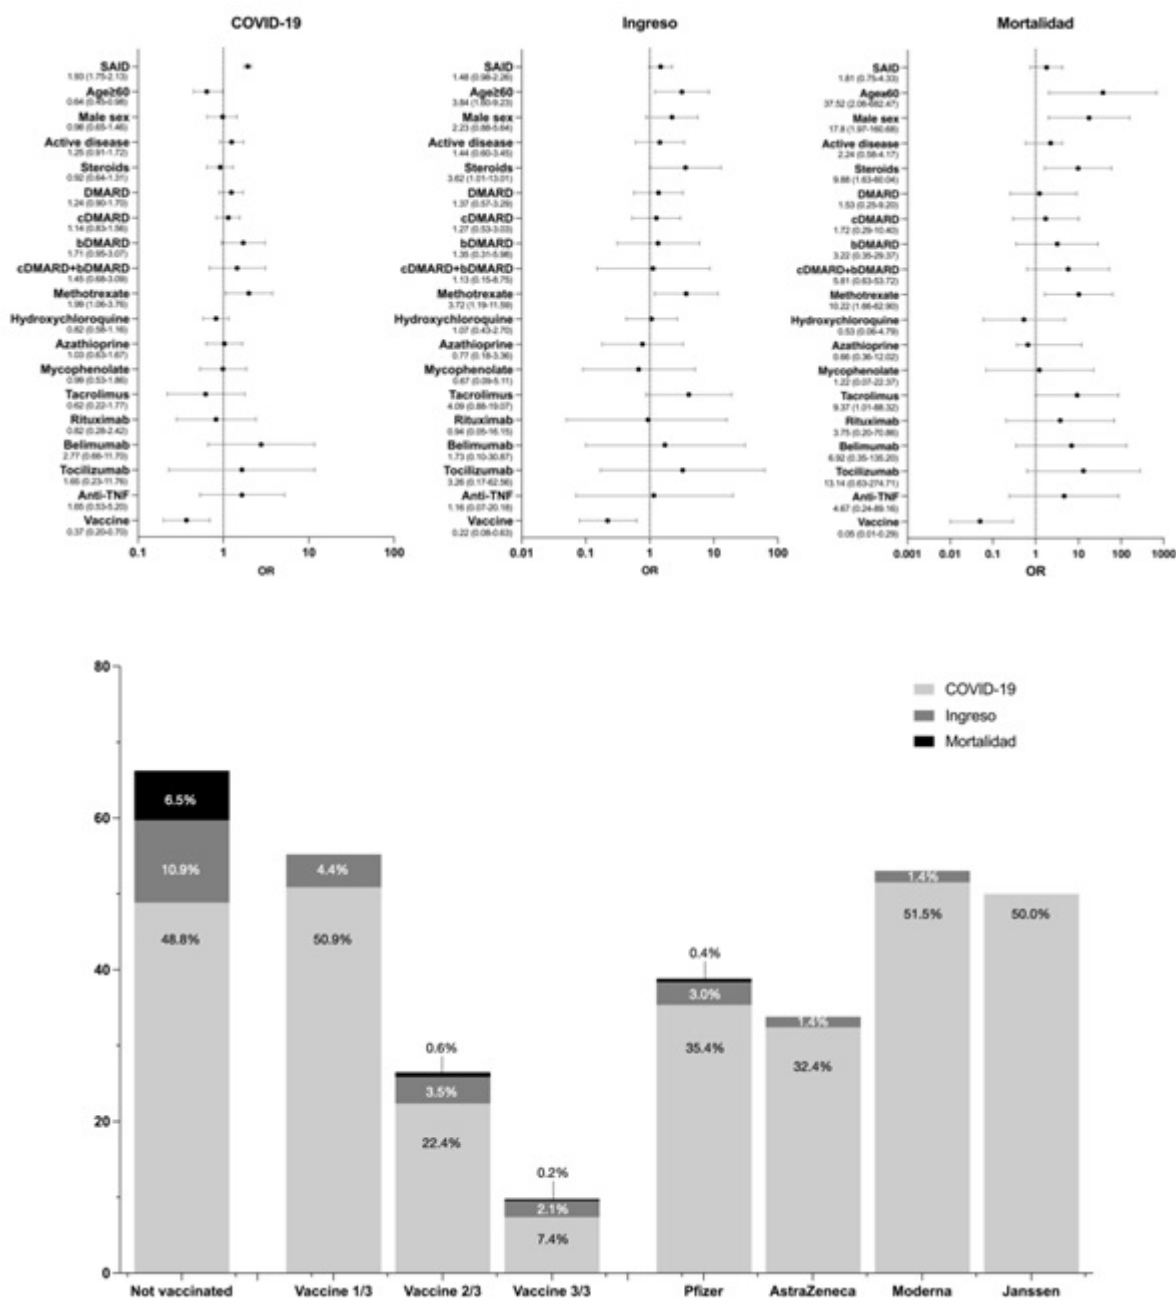 COVID-19
SAID
1.93 (1.75-2.13)
Age≥60
0.64 (0.45-0.98)
Male sex
0.98 (0.65-1.46)
Active disease
1.25 (0.91-1.72)
Steroids
0.92 (0.64-1.31)
DMARD
1.24 (0.90-1.70)
cDMARD
1.14 (0.83-1.56)
bDMARD
1.71 (0.95-3.07)
cDMARD+bDMARD
1.45 (0.68-3.09)
Methotrexate
1.99 (1.06-3.76)
Hydroxychloroquine
0.82 (0.58-1.16)
Azathioprine
1.03 (0.63-1.67)
Mycophenolate
0.99 (0.53-1.86)
Tacrolimus
0.62 (0.22-1.77)
Rituximab
0.82 (0.28-2.42)
Belimumab
2.77 (0.66-11.70)
Tocilizumab
1.65 (0.23-11.76)
Anti-TNF
1.65 (0.53-5.20)
Vaccine
0.37 (0.20-0.70)
0.1 1 10 100
OR
Ingreso
SAID
1.48 (0.98-2.26)
Age≥60
Male sex
2.23 (0.88-5.64)
Active disease
1.44 (0.60-3.45)
Steroids
3.62 (1.01-13.01)
DMARD
1.37 (0.57-3.29)
cDMARD
1.27 (0.53-3.03)
bDMARD
1.35 (0.31-5.98)
cDMARD+bDMARD
1.13 (0.15-8.75)
Methotrexate
3.72 (1.19-11.59)
Hydroxychloroquine
1.07 (0.43-2.70)
Azathioprine
0.77 (0.18-3.36)
Mycophenolate
0.67 (0.09-5.11)
Tacrolimus
4.09 (0.88-19.07)
Rituximab
0.94 (0.05-16.15)
Belimumab
1.73 (0.10-30.87)
Tocilizumab
3.26 (0.17-62.56)
Anti-TNF
1.16 (0.07-20.18)
Vaccine
0.22 (0.08-0.63)
0.01 0.1 1 10 100
OR
Mortalidad
SAID
1.81 (0.75-4.33)
Age≥60
37.52 (2.06-682.47)
Male sex
17.8 (1.97-160.68)
Active disease
2.24 (0.58-4.17)
Steroids
9.88 (1.63-60.04)
DMARD
1.53 (0.25-9.20)
cDMARD
1.72 (0.29-10.40)
bDMARD
3.22 (0.35-29.37)
cDMARD+bDMARD
5.81 (0.63-53.72)
Methotrexate
10.22 (1.66-62.90)
Hydroxychloroquine
0.53 (0.06-4.79)
Azathioprine
0.66 (0.36-12.02)
Mycophenolate
1.22 (0.07-22.37)
Tacrolimus
9.37 (1.01-88.32)
Rituximab
3.75 (0.20-70.86)
Belimumab
6.92 (0.35-135.20)
Tocilizumab
13.14 (0.63-274.71)
Anti-TNF
4.67 (0.24-89.16)
Vaccine
0.05 (0.01-0.29)
0.001 0.01 0.1 1 10 100 1000
OR
80
60
40
20
0
COVID-19
Ingreso
Mortalidad
6.5%
10.9%
48.8%
4.4%
50.9%
0.6%
3.5%
22.4%
0.2%
2.1%
7.4%
0.4%
3.0%
35.4%
1.4%
32.4%
1.4%
51.5%
50.0%
Not vaccinated Vaccine 1/3 Vaccine 2/3 Vaccine 3/3 Pfizer AstraZeneca Moderna Janssen